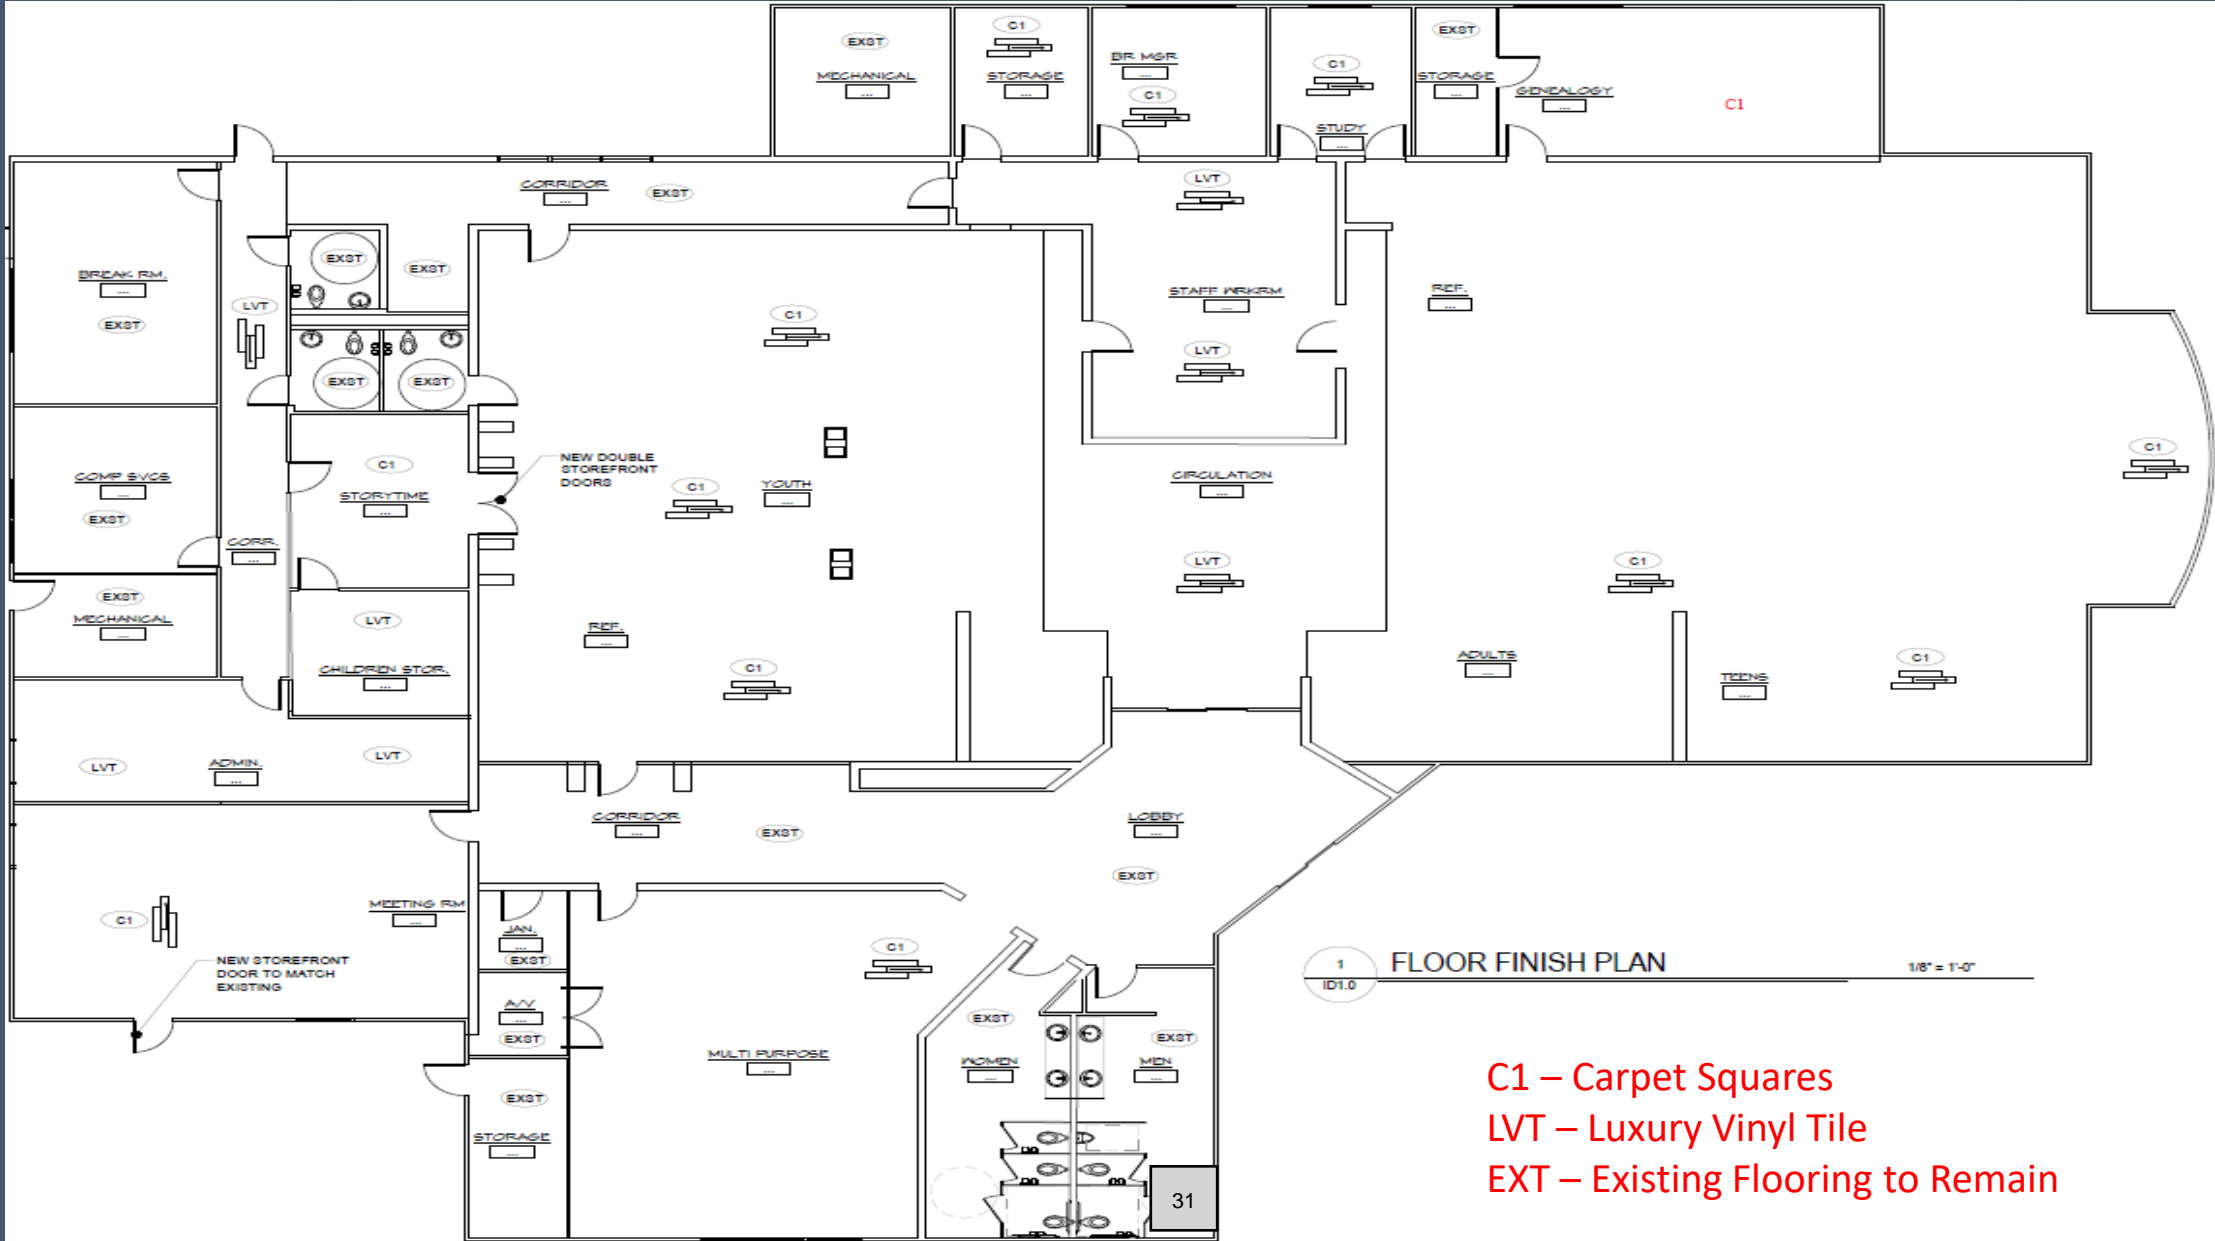 C1
EXST
EXST
BR MGR
...
C1
MECHANICAL
...
STORAGE
...
C1
STORAGE
...
GENEALOGY
...
C1
STUDY
...
CORRIDOR
...
EXST
LVT
EXST
EXST
BREAK RM.
...
EXST
LVT
STAFF WRKRM
...
REF.
...
C1
LVT
EXST
EXST
C1
COMP SVCS
...
EXST
C1
STORYTIME
...
NEW DOUBLE
STOREFRONT
DOORS
C1
YOUTH
...
CIRCULATION
...
CORR.
...
LVT
C1
EXST
MECHANICAL
...
LVT
CHILDREN STOR.
...
REF.
...
C1
ADULTS
...
TEENS
...
C1
LVT
ADMIN.
...
LVT
CORRIDOR
...
EXST
LOBBY
...
EXST
C1
MEETING RM
...
NEW STOREFRONT
DOOR TO MATCH
EXISTING
JAN.
...
EXST
C1
A/V
...
EXST
MULTI PURPOSE
...
EXST
WOMEN
...
EXST
MEN
...
EXST
STORAGE
...
1
ID1.0
FLOOR FINISH PLAN
1/8" = 1'-0"
C1 – Carpet Squares
LVT – Luxury Vinyl Tile
EXT – Existing Flooring to Remain
31